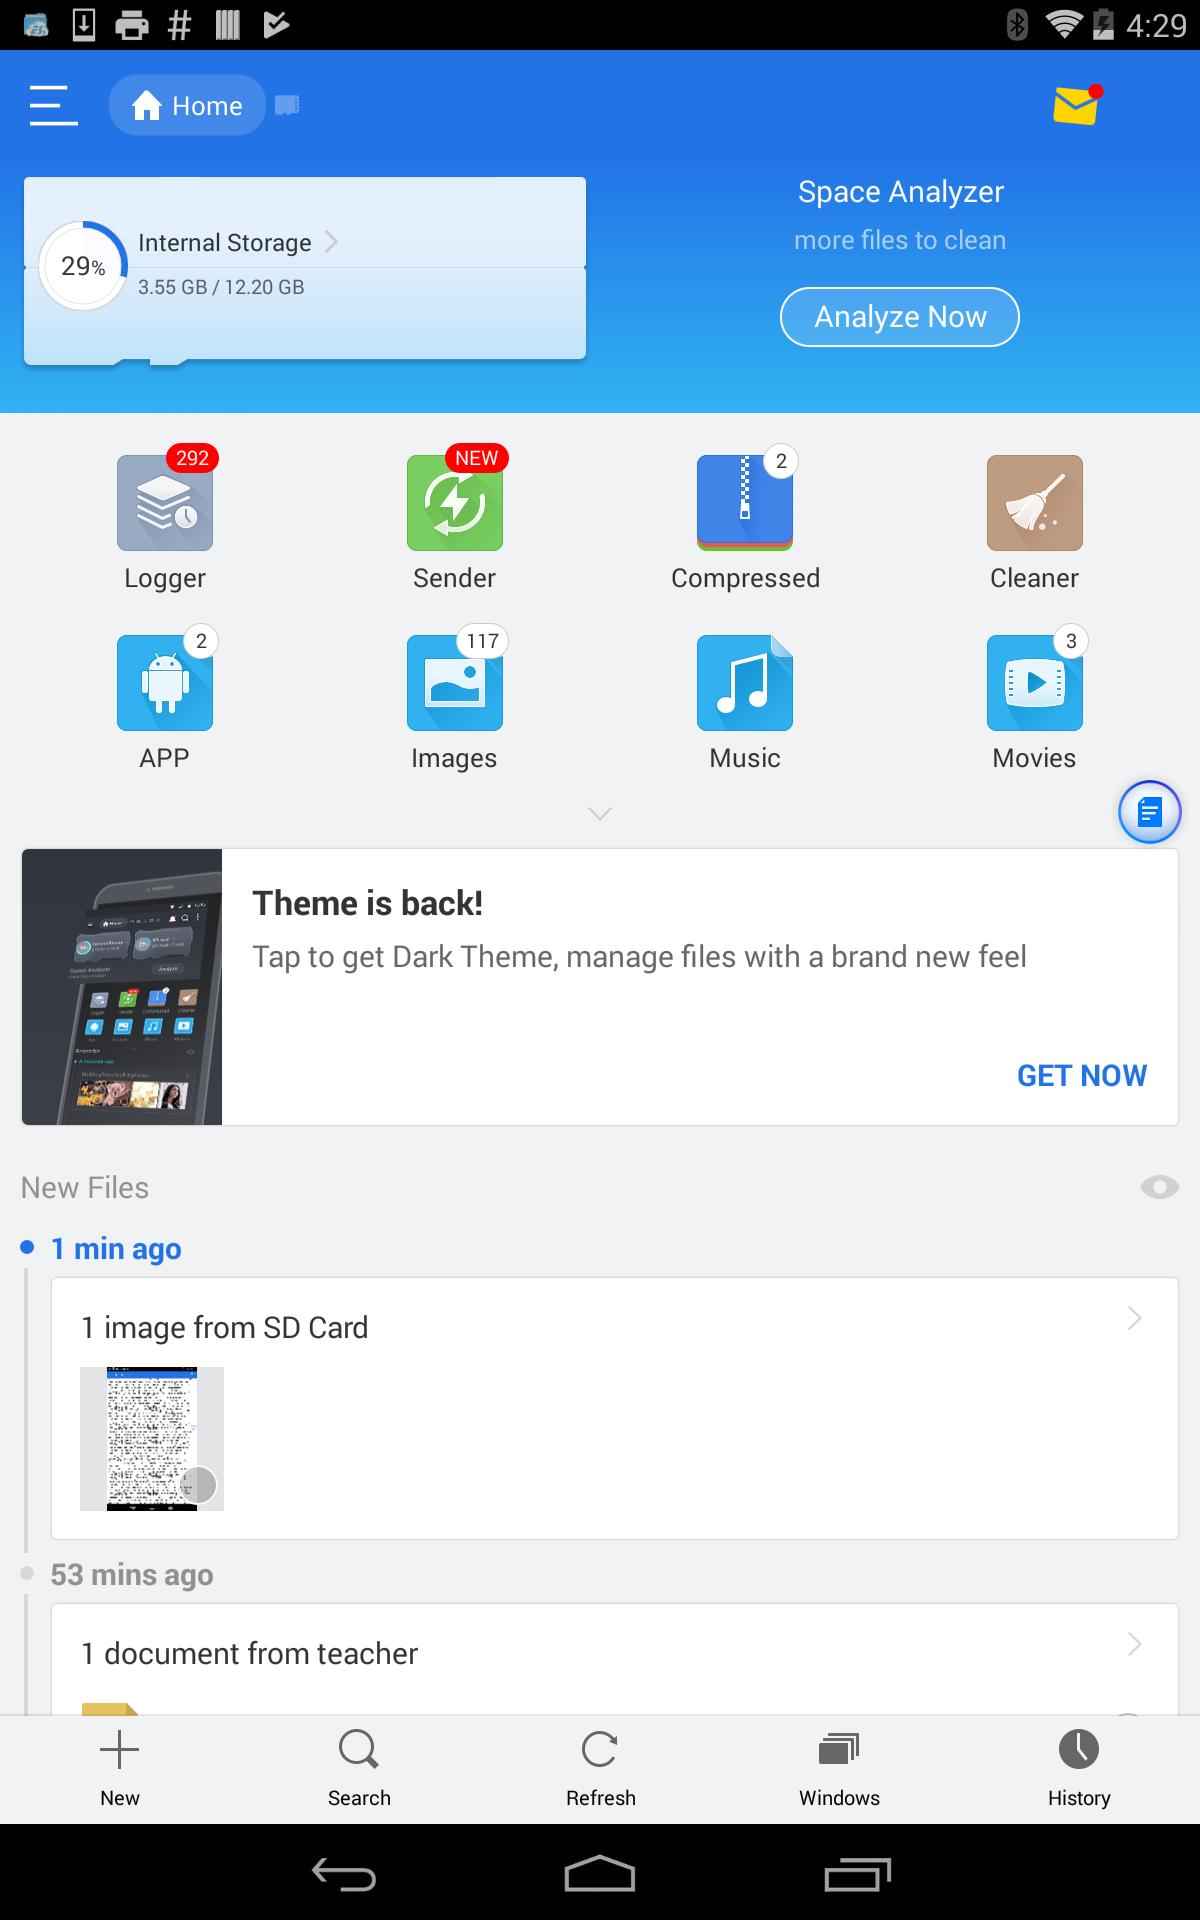 4:29
Home
Space Analyzer
more files to clean
Analyze Now
29%
Internal Storage
3.55 GB / 12.20 GB
292
NEW
2
Logger
Sender
Compressed
Cleaner
2
117
3
APP
Images
Music
Movies
Theme is back!
Tap to get Dark Theme, manage files with a brand new feel
GET NOW
New Files
1 min ago
1 image from SD Card
53 mins ago
1 document from teacher
New
Search
Refresh
Windows
History